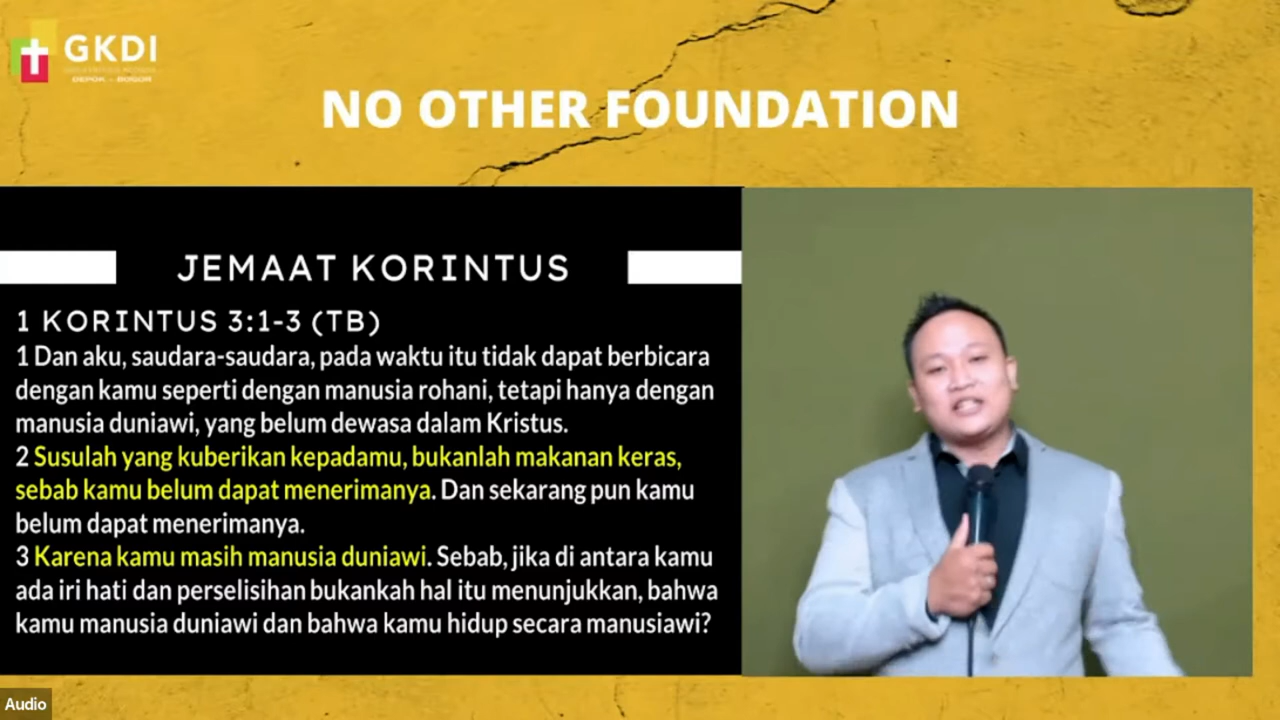 GKDI
DEPOK - BOGOR
NO OTHER FOUNDATION
JEMAAT KORINTUS
1 KORINTUS 3:1-3 (TB)
1 Dan aku, saudara-saudara, pada waktu itu tidak dapat berbicara
dengan kamu seperti dengan manusia rohani, tetapi hanya dengan
manusia duniawi, yang belum dewasa dalam Kristus.
2 Susulah yang kuberikan kepadamu, bukanlah makanan keras,
sebab kamu belum dapat menerimanya. Dan sekarang pun kamu
belum dapat menerimanya.
3 Karena kamu masih manusia duniawi. Sebab, jika di antara kamu
ada iri hati dan perselisihan bukankah hal itu menunjukkan, bahwa
kamu manusia duniawi dan bahwa kamu hidup secara manusiawi?
Audio